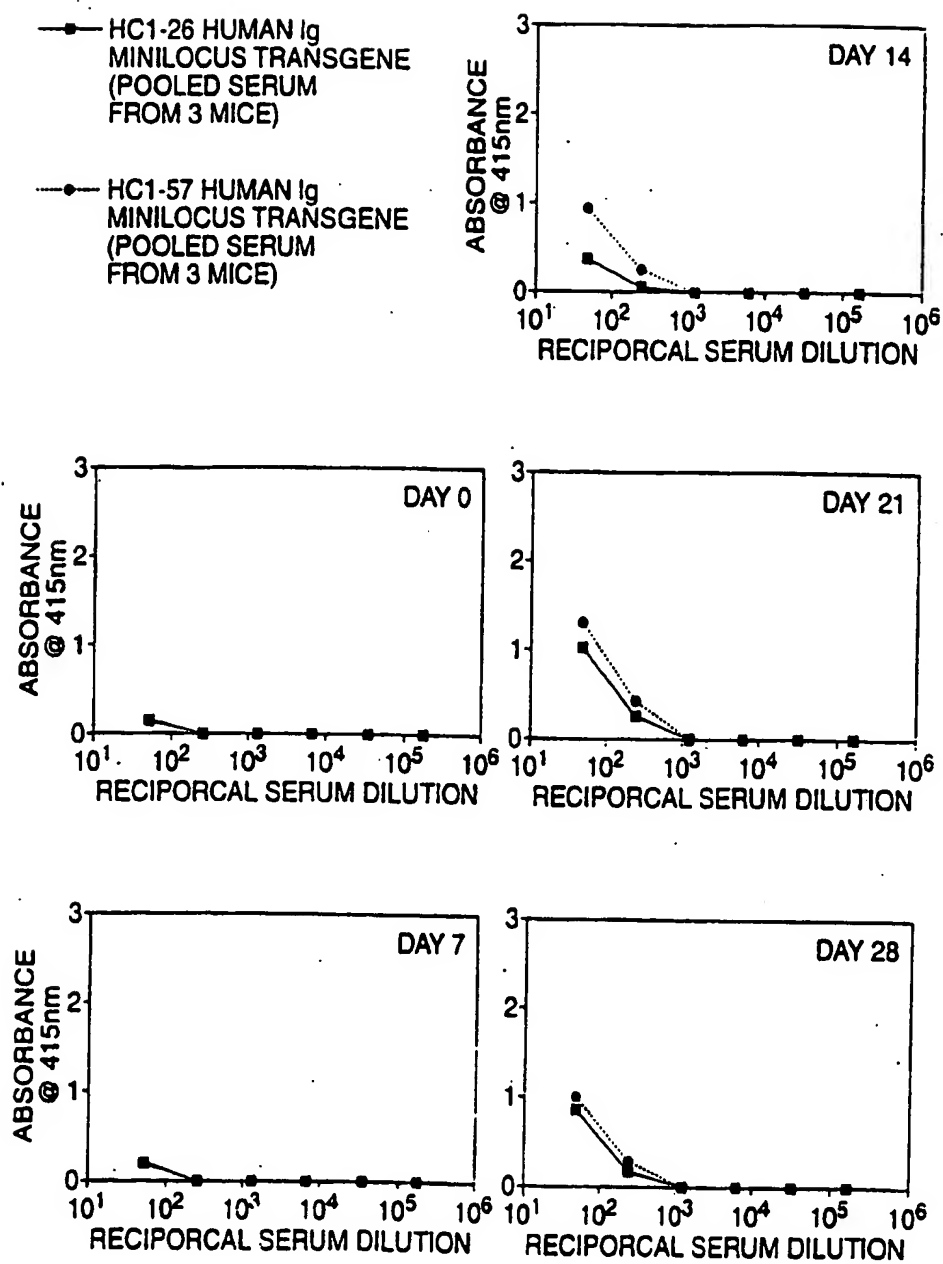 HC1-26 HUMAN Ig
MINILOCUS TRANSGENE
(POOLED SERUM
FROM 3 MICE)
HC1-57 HUMAN Ig
MINILOCUS TRANSGENE
(POOLED SERUM
FROM 3 MICE)
DAY 14
ABSORBANCE
@ 415nm
3
2
1
0
10¹ 10² 10³ 10⁴ 10⁵ 10⁶
RECIPORCAL SERUM DILUTION
DAY 0
ABSORBANCE
@ 415nm
3
2
1
0
10¹ 10² 10³ 10⁴ 10⁵ 10⁶
RECIPORCAL SERUM DILUTION
DAY 21
3
2
1
0
10¹ 10² 10³ 10⁴ 10⁵ 10⁶
RECIPORCAL SERUM DILUTION
DAY 7
ABSORBANCE
@ 415nm
3
2
1
0
10¹ 10² 10³ 10⁴ 10⁵ 10⁶
RECIPORCAL SERUM DILUTION
DAY 28
3
2
1
0
10¹ 10² 10³ 10⁴ 10⁵ 10⁶
RECIPORCAL SERUM DILUTION